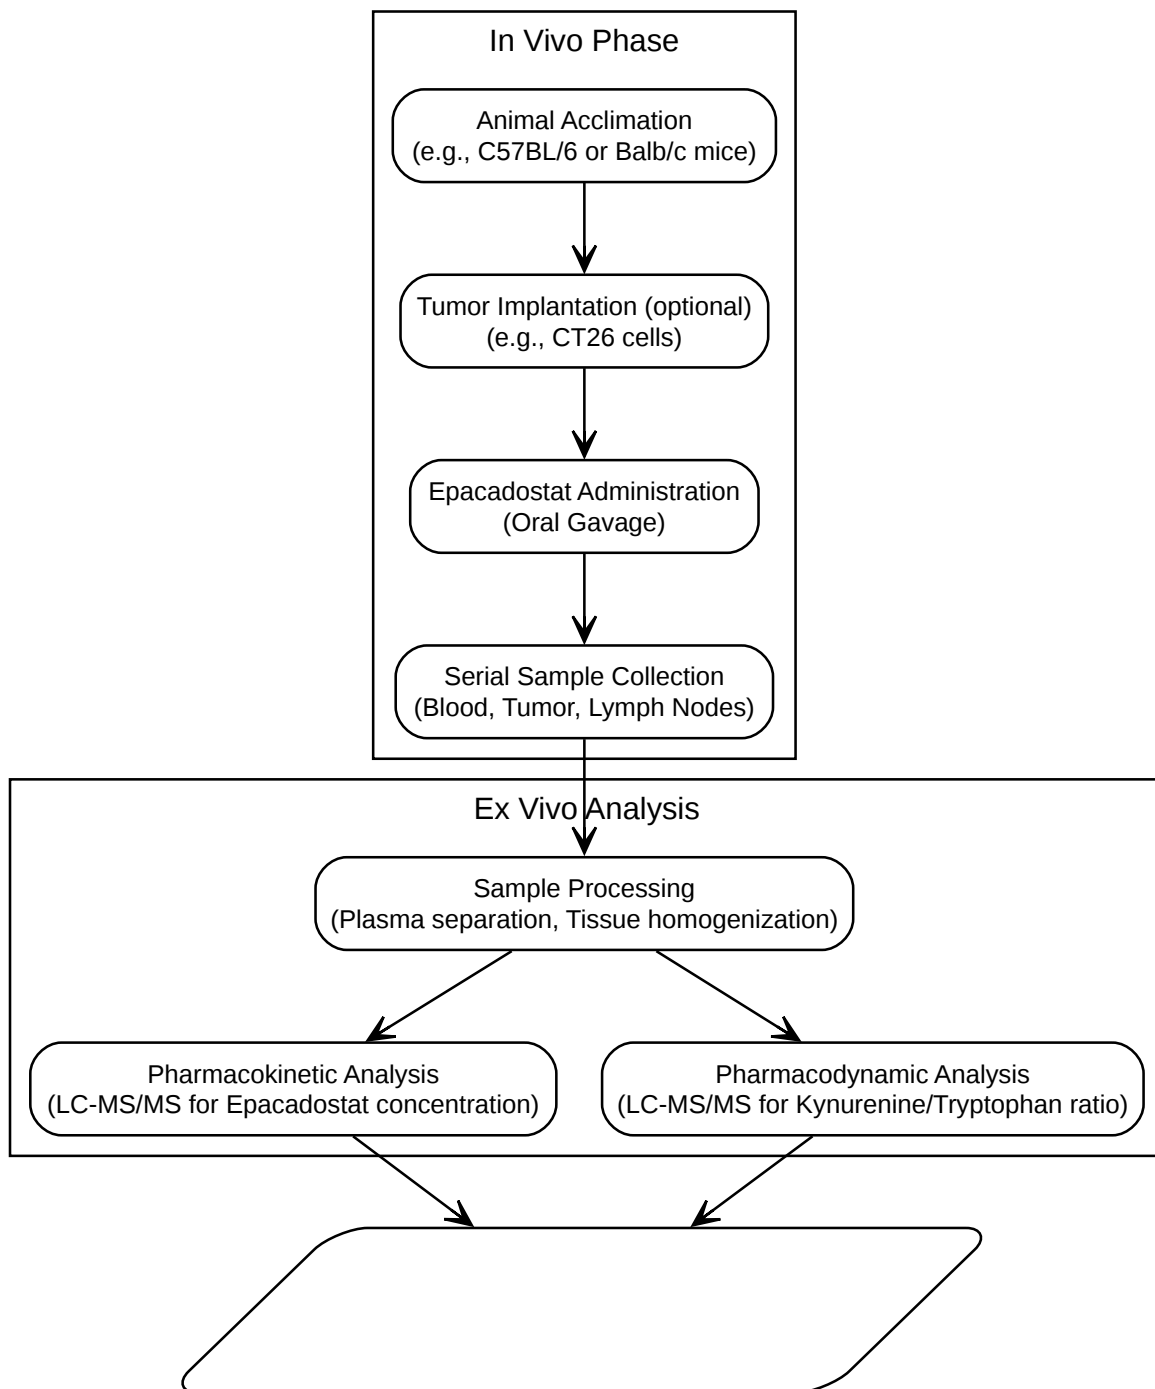 In Vivo Phase
Animal Acclimation
(e.g., C57BL/6 or Balb/c mice)
Tumor Implantation (optional)
(e.g., CT26 cells)
Epacadostat Administration
(Oral Gavage)
Serial Sample Collection
(Blood, Tumor, Lymph Nodes)
Ex Vivo Analysis
Sample Processing
(Plasma separation, Tissue homogenization)
Pharmacokinetic Analysis
(LC-MS/MS for Epacadostat concentration)
Pharmacodynamic Analysis
(LC-MS/MS for Kynurenine/Tryptophan ratio)